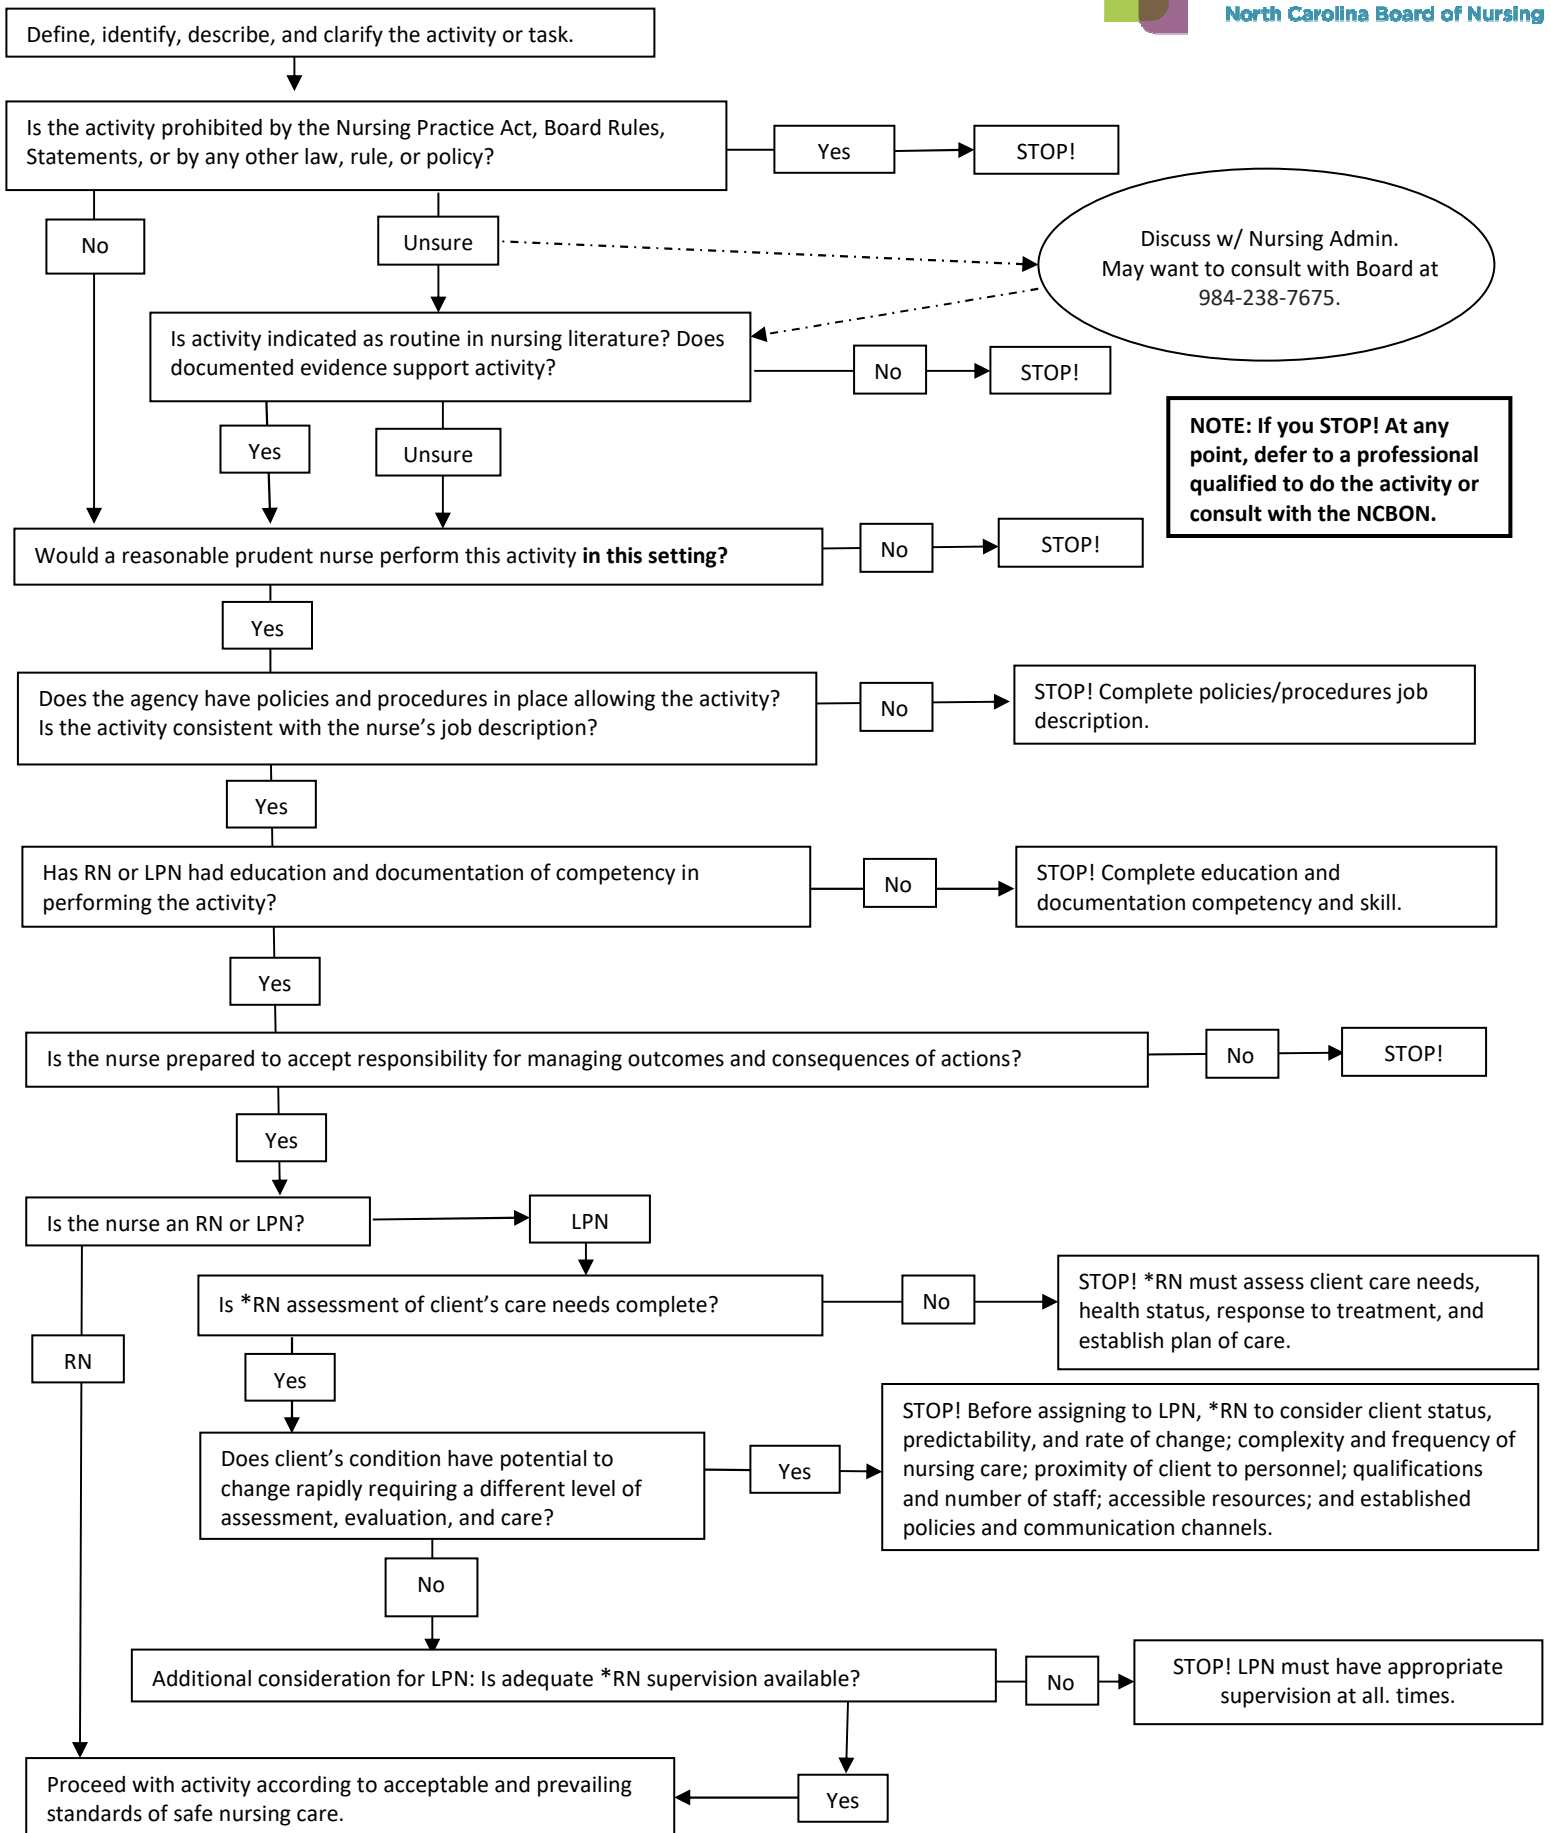 North Carolina Board of Nursing
Define, identify, describe, and clarify the activity or task.
Is the activity prohibited by the Nursing Practice Act, Board Rules,
Statements, or by any other law, rule, or policy?
Yes
STOP!
No
Unsure
Discuss w/ Nursing Admin.
May want to consult with Board at
984-238-7675.
Is activity indicated as routine in nursing literature? Does
documented evidence support activity?
No
STOP!
Yes
Unsure
NOTE: If you STOP! At any
point, defer to a professional
qualified to do the activity or
consult with the NCBON.
Would a reasonable prudent nurse perform this activity in this setting?
No
STOP!
Yes
Does the agency have policies and procedures in place allowing the activity?
Is the activity consistent with the nurse’s job description?
No
STOP! Complete policies/procedures job
description.
Yes
Has RN or LPN had education and documentation of competency in
performing the activity?
No
STOP! Complete education and
documentation competency and skill.
Yes
Is the nurse prepared to accept responsibility for managing outcomes and consequences of actions?
No
STOP!
Yes
Is the nurse an RN or LPN?
LPN
RN
Is *RN assessment of client’s care needs complete?
No
STOP! *RN must assess client care needs,
health status, response to treatment, and
establish plan of care.
Yes
Does client’s condition have potential to
change rapidly requiring a different level of
assessment, evaluation, and care?
Yes
STOP! Before assigning to LPN, *RN to consider client status,
predictability, and rate of change; complexity and frequency of
nursing care; proximity of client to personnel; qualifications
and number of staff; accessible resources; and established
policies and communication channels.
No
Additional consideration for LPN: Is adequate *RN supervision available?
No
STOP! LPN must have appropriate
supervision at all. times.
Yes
Proceed with activity according to acceptable and prevailing
standards of safe nursing care.